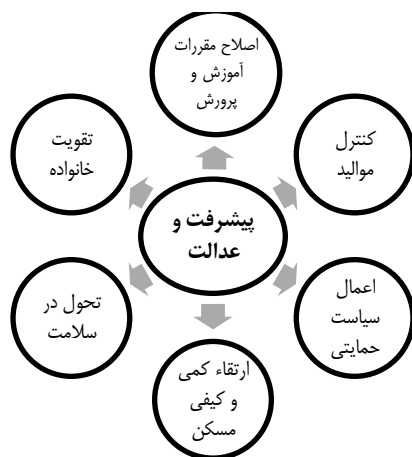 اصلاح مقررات
آموزش و
پرورش
کنترل
موالید
اعمال
سیاست
حمایتی
ارتقاء کمی
و کیفی
مسکن
تحول در
سلامت
تقویت
خانواده
پیشرفت و
عدالت